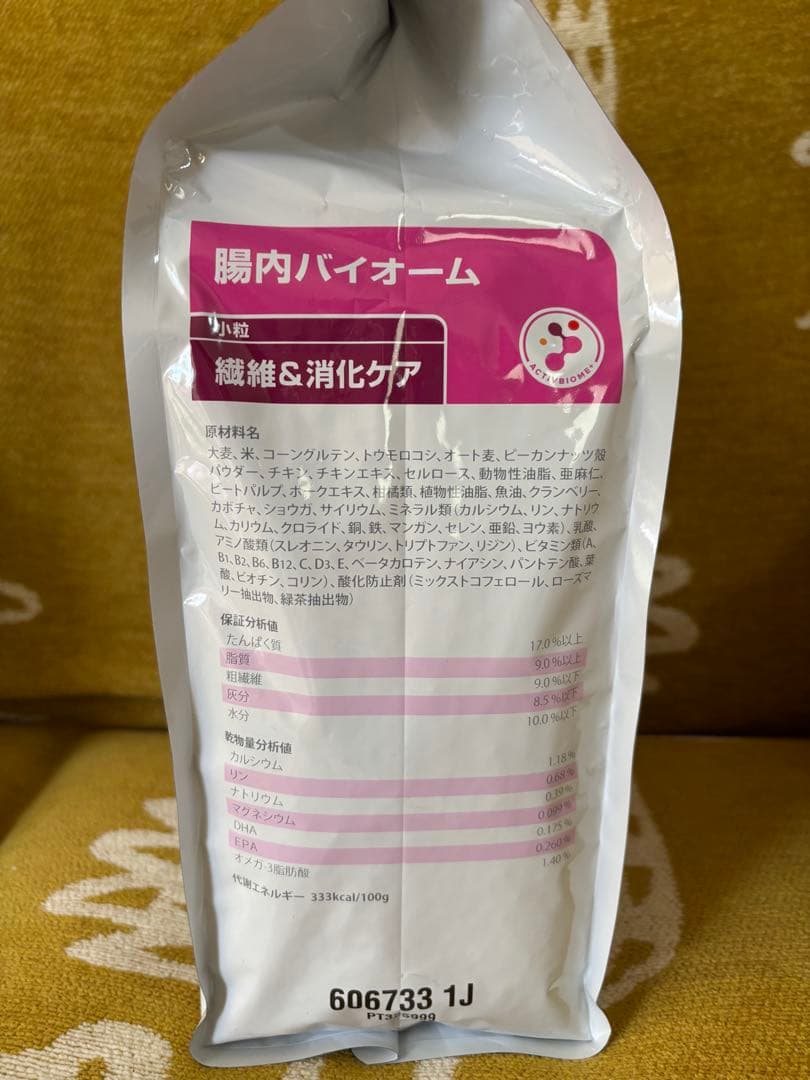 腸内バイオーム
小粒
繊維&消化ケア
ACTIVBIOME+
原材料名
大麦、米、コーングルテン、トウモロコシ、オート麦、ピーカンナッツ殻
パウダー、チキン、チキンエキス、セルロース、動物性油脂、亜麻仁、
ビートパルプ、ポークエキス、柑橘類、植物性油脂、魚油、クランベリー、
カボチャ、ショウガ、サイリウム、ミネラル類(カルシウム、リン、ナトリウ
ム、カリウム、クロライド、銅、鉄、マンガン、セレン、亜鉛、ヨウ素)、乳酸、
アミノ酸類(スレオニン、タウリン、トリプトファン、リジン)、ビタミン類(A、
B1、B2、B6、B12、C、D3、E、ベータカロテン、ナイアシン、パントテン酸、葉
酸、ビオチン、コリン)、酸化防止剤(ミックストコフェロール、ローズマ
リー抽出物、緑茶抽出物)
保証分析値
たんぱく質 17.0%以上
脂質 9.0%以上
粗繊維 9.0%以下
灰分 8.5%以下
水分 10.0%以下
乾物量分析値
カルシウム 1.18%
リン 0.68%
ナトリウム 0.39%
マグネシウム 0.099%
DHA 0.175%
EPA 0.260%
オメガ-3脂肪酸 1.40%
代謝エネルギー 333kcal/100g
606733 1J